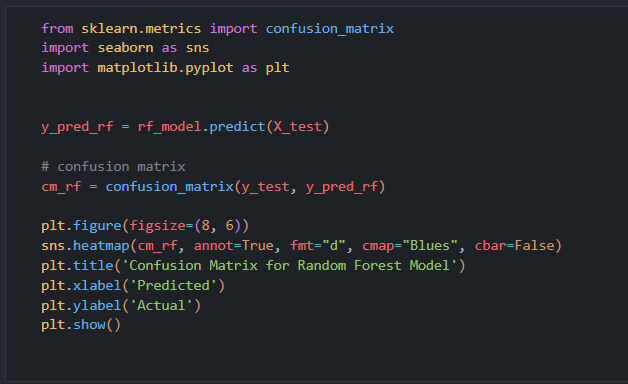 from sklearn.metrics import confusion_matrix
import seaborn as sns
import matplotlib.pyplot as plt
y_pred_rf = rf_model.predict(X_test)
# confusion matrix
cm_rf = confusion_matrix(y_test, y_pred_rf)
plt.figure(figsize=(8, 6))
sns.heatmap(cm_rf, annot=True, fmt="d", cmap="Blues", cbar=False)
plt.title('Confusion Matrix for Random Forest Model')
plt.xlabel('Predicted')
plt.ylabel('Actual')
plt.show()